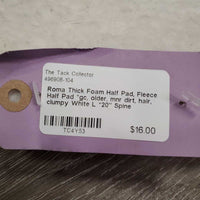 The Tack Collector
496908-104
Roma Thick Foam Half Pad, Fleece
Half Pad *gc, older, mnr dirt, hair,
clumpy White L *20" Spine
TC4Y53
$16.00